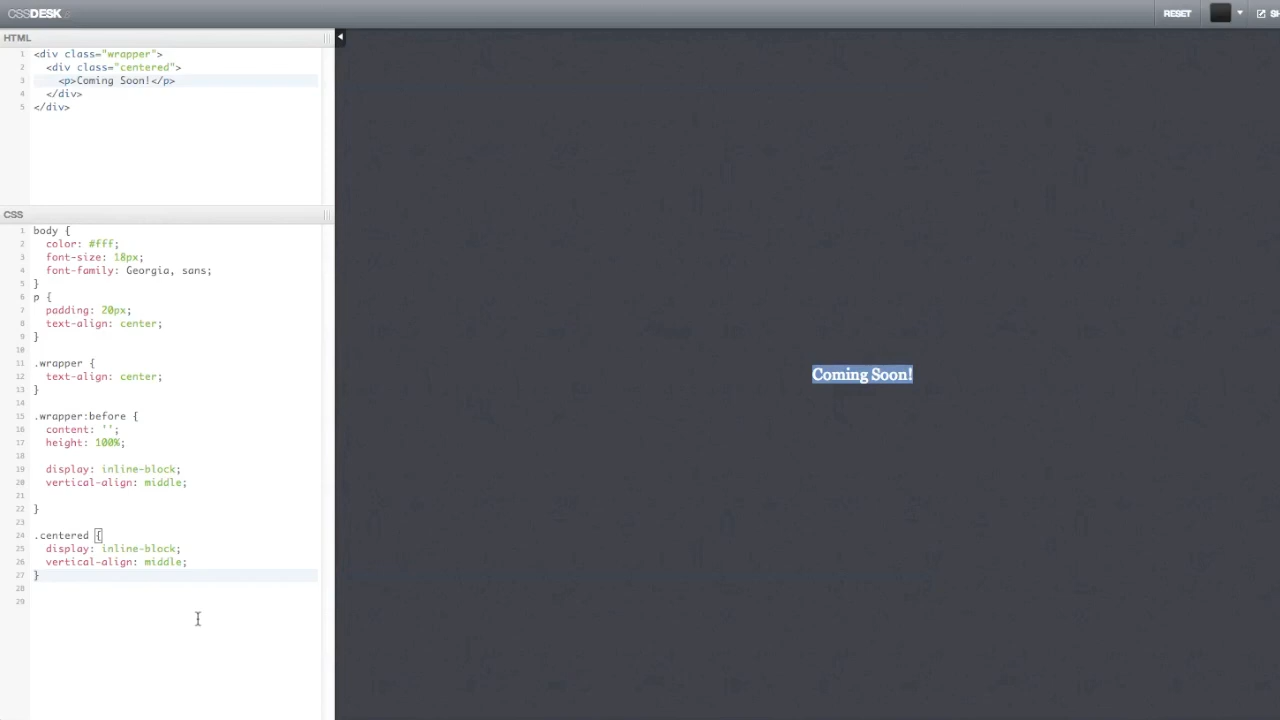 CSSDESK
RESET
HTML
1 <div class="wrapper">
2 <div class="centered">
3 <p>Coming Soon!</p>
4 </div>
5 </div>
CSS
1 body {
2 color: #fff;
3 font-size: 18px;
4 font-family: Georgia, sans;
5 }
6 p {
7 padding: 20px;
8 text-align: center;
9 }
10
11 .wrapper {
12 text-align: center;
13 }
14
15 .wrapper:before {
16 content: '';
17 height: 100%;
18
19 display: inline-block;
20 vertical-align: middle;
21
22 }
23
24 .centered {
25 display: inline-block;
26 vertical-align: middle;
27 }
28
29
Coming Soon!